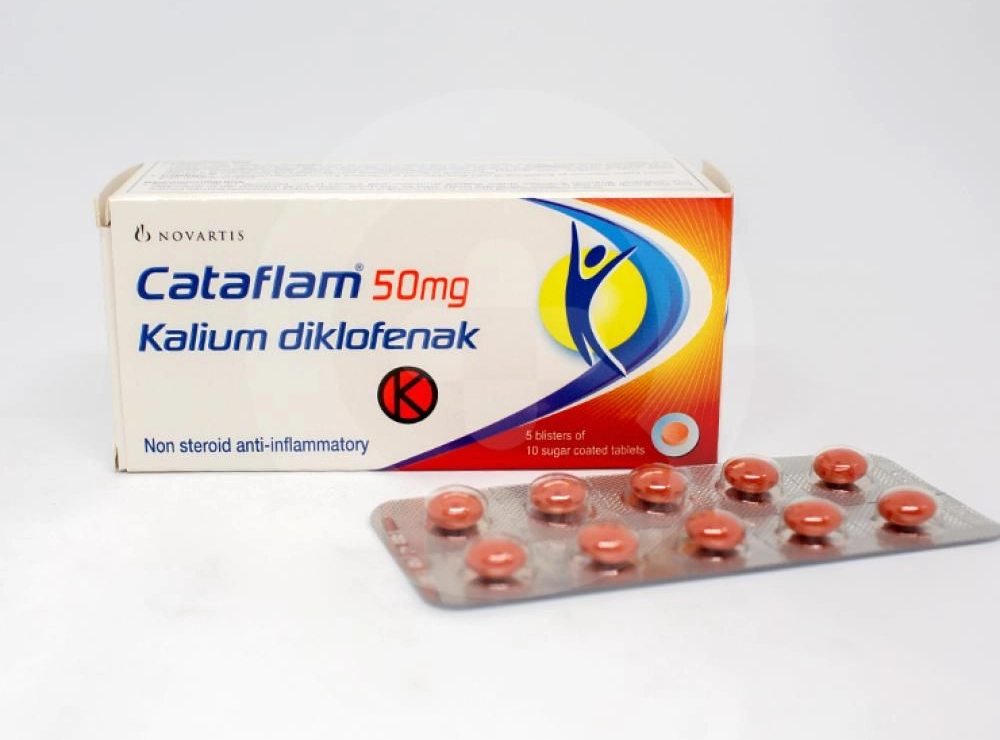 NOVARTIS
Cataflam® 50mg
Kalium diklofenak
K
Non steroid anti-inflammatory
5 blisters of
10 sugar coated tablets